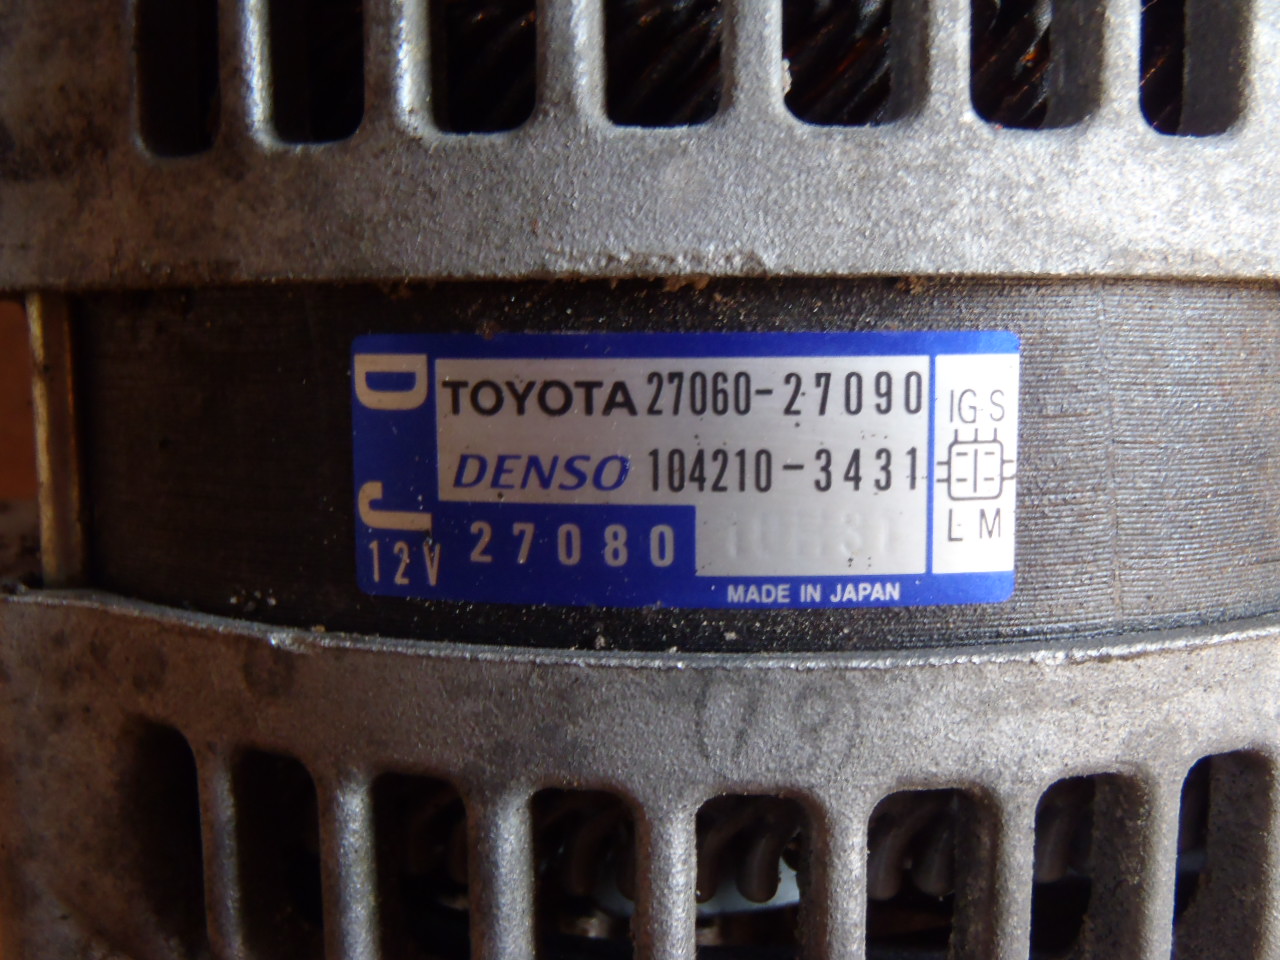 D J
TOYOTA 27060-27090
DENSO 104210-3431
12V 27080
MADE IN JAPAN
IG S
L M